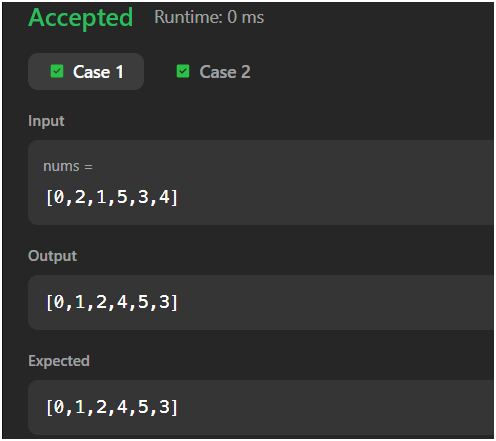 Accepted Runtime: 0 ms
Case 1 Case 2
Input
nums =
[0,2,1,5,3,4]
Output
[0,1,2,4,5,3]
Expected
[0,1,2,4,5,3]